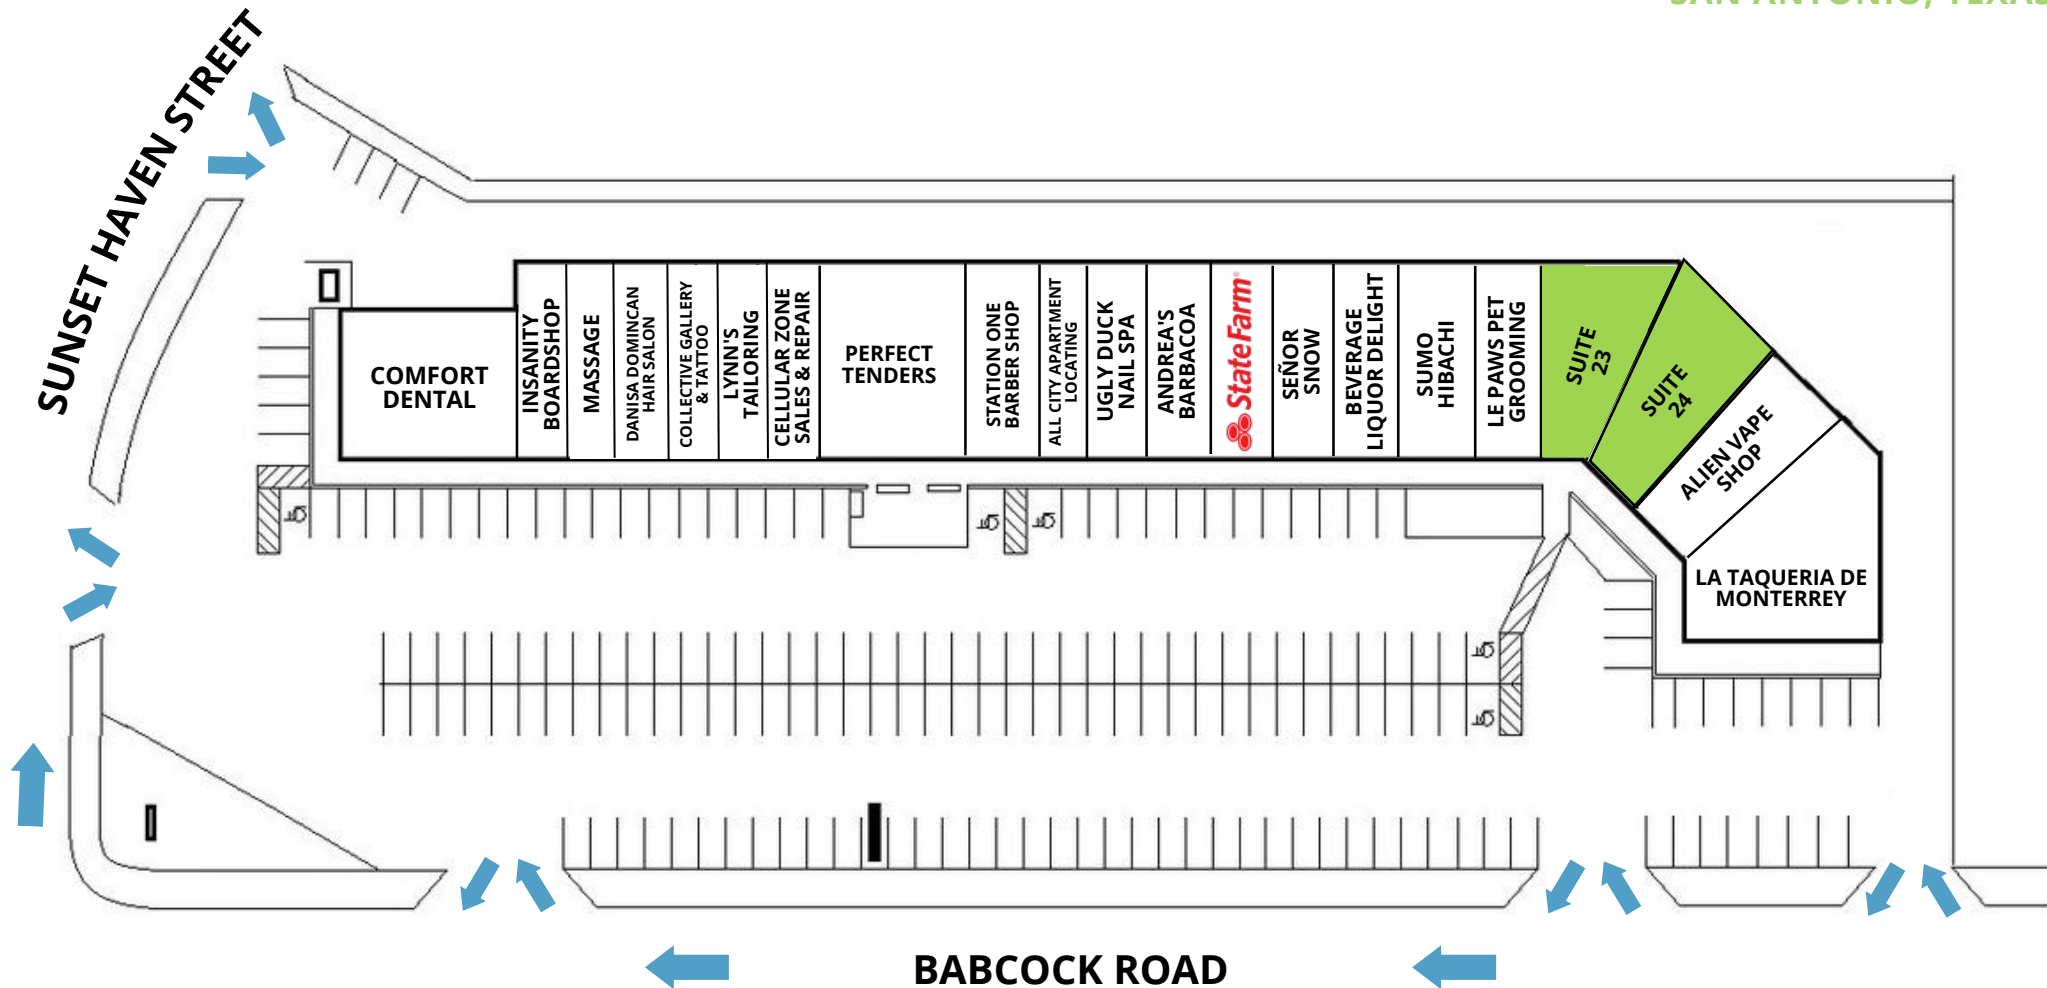 SAN ANTONIO, TEXAS
SUNSET HAVEN STREET
COMFORT
DENTAL
INSANITY
BOARDSHOP
MASSAGE
DANISA DOMINCAN
HAIR SALON
COLLECTIVE GALLERY
& TATTOO
LYNN'S
TAILORING
CELLULAR ZONE
SALES & REPAIR
PERFECT
TENDERS
STATION ONE
BARBER SHOP
ALL CITY APARTMENT
LOCATING
UGLY DUCK
NAIL SPA
ANDREA'S
BARBACOA
StateFarm®
SEÑOR
SNOW
BEVERAGE
LIQUOR DELIGHT
SUMO
HIBACHI
LE PAWS PET
GROOMING
SUITE
23
SUITE
24
ALIEN VAPE
SHOP
LA TAQUERIA DE
MONTERREY
BABCOCK ROAD